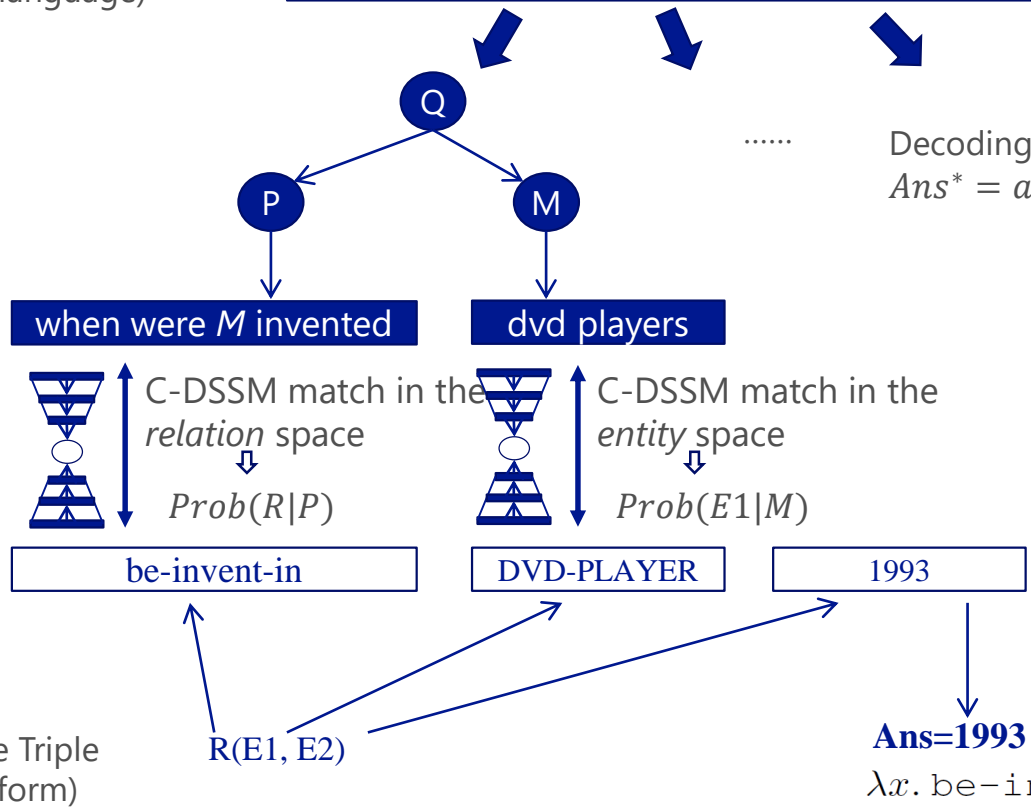 language)
Q
...... Decoding
Ans* = a
P
M
when were M invented
dvd players
C-DSSM match in the
relation space
Prob(R|P)
C-DSSM match in the
entity space
Prob(E1|M)
be-invent-in
DVD-PLAYER
1993
e Triple
form)
R(E1, E2)
Ans=1993
λx. be-in